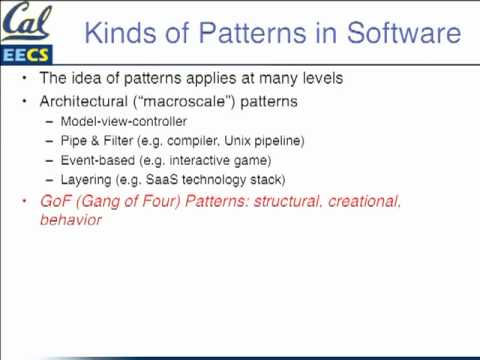 Cal
EECS
Kinds of Patterns in Software
• The idea of patterns applies at many levels
• Architectural (“macroscale”) patterns
– Model-view-controller
– Pipe & Filter (e.g. compiler, Unix pipeline)
– Event-based (e.g. interactive game)
– Layering (e.g. SaaS technology stack)
• GoF (Gang of Four) Patterns: structural, creational,
behavior